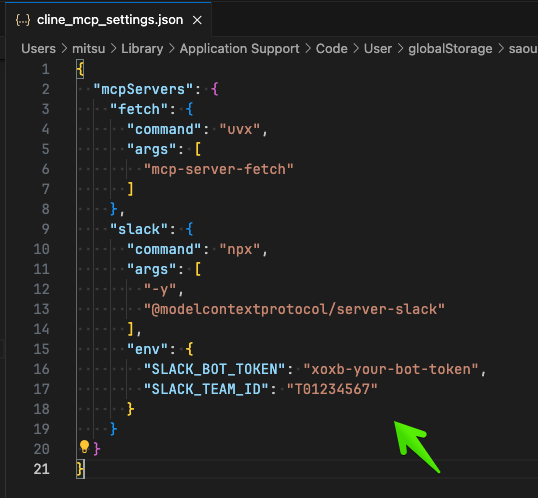 {...} cline_mcp_settings.json ×
Users > mitsu > Library > Application Support > Code > User > globalStorage > saou
1 {
2 "mcpServers": {
3 "fetch": {
4 "command": "uvx",
5 "args": [
6 "mcp-server-fetch"
7 ]
8 },
9 "slack": {
10 "command": "npx",
11 "args": [
12 "-y",
13 "@modelcontextprotocol/server-slack"
14 ],
15 "env": {
16 "SLACK_BOT_TOKEN": "xoxb-your-bot-token",
17 "SLACK_TEAM_ID": "T01234567"
18 }
19 }
20 }
21 }